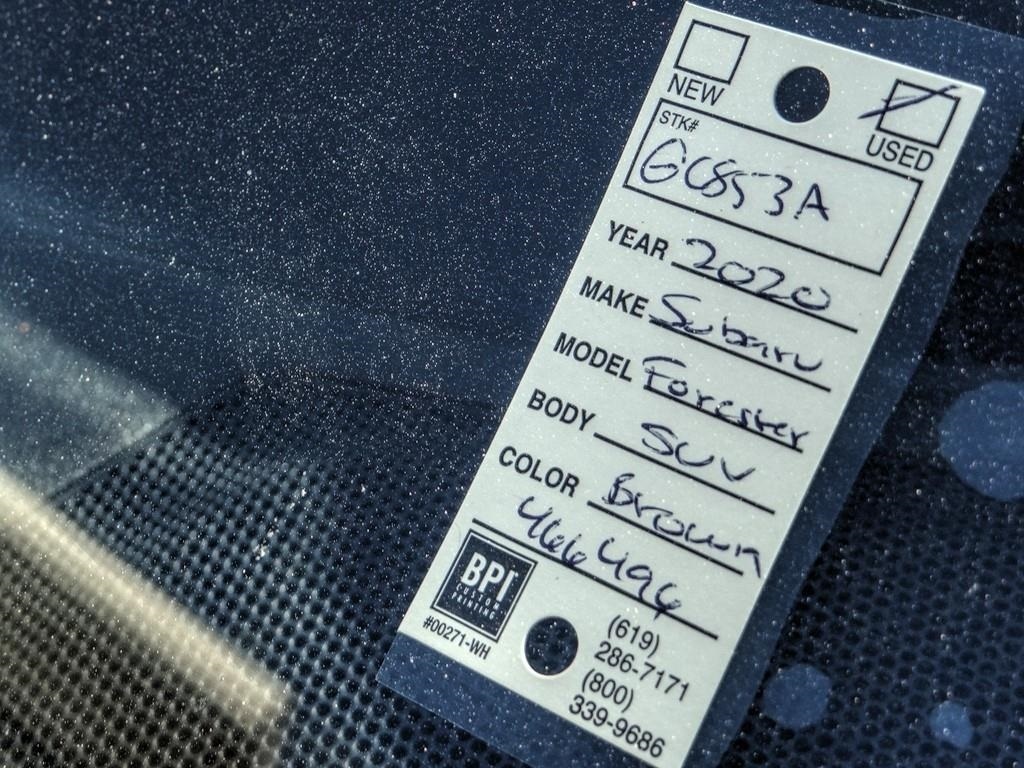 NEW
USED
STK#
GC853A
YEAR 2020
MAKE Subaru
MODEL Forester
BODY SUV
COLOR Brown
466496
BPI
CUSTOM
PRINTING
#00271-WH
(619)
286-7171
(800)
339-9686